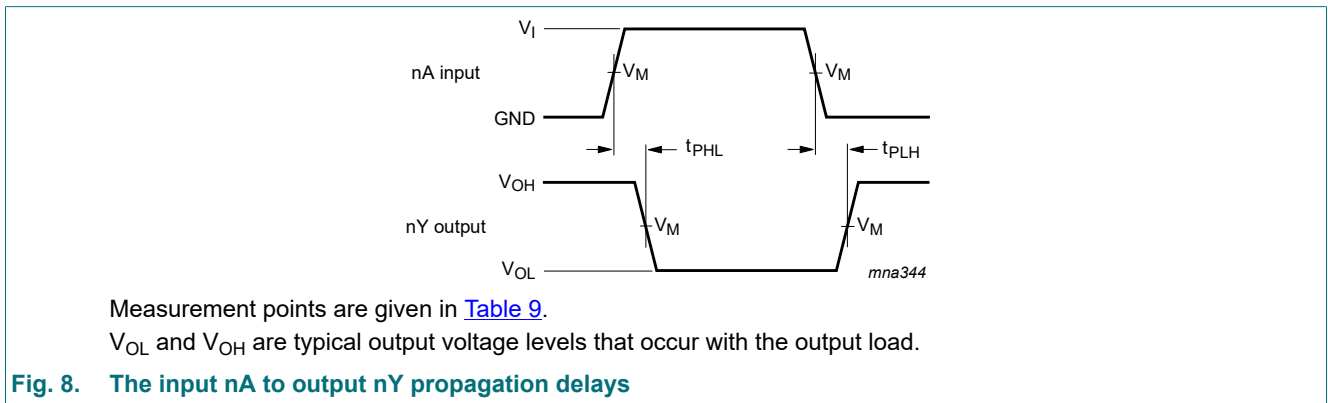 V_I
nA input
V_M
V_M
GND
t_PHL
t_PLH
V_OH
nY output
V_M
V_M
V_OL
mna344
Measurement points are given in Table 9.
V_OL and V_OH are typical output voltage levels that occur with the output load.
Fig. 8. The input nA to output nY propagation delays